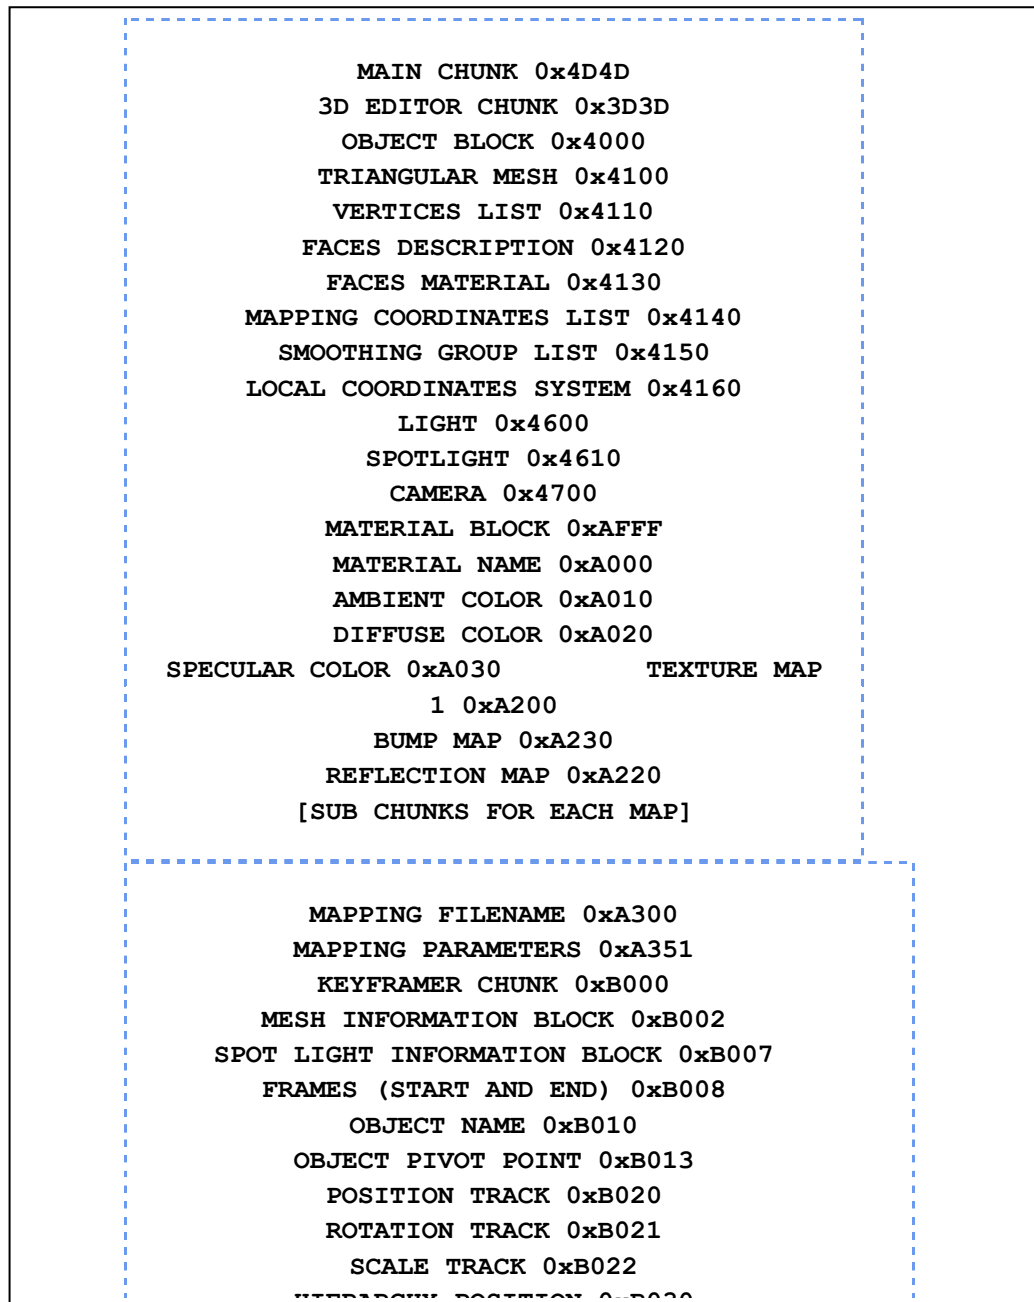 MAIN CHUNK 0x4D4D
3D EDITOR CHUNK 0x3D3D
OBJECT BLOCK 0x4000
TRIANGULAR MESH 0x4100
VERTICES LIST 0x4110
FACES DESCRIPTION 0x4120
FACES MATERIAL 0x4130
MAPPING COORDINATES LIST 0x4140
SMOOTHING GROUP LIST 0x4150
LOCAL COORDINATES SYSTEM 0x4160
LIGHT 0x4600
SPOTLIGHT 0x4610
CAMERA 0x4700
MATERIAL BLOCK 0xAFFF
MATERIAL NAME 0xA000
AMBIENT COLOR 0xA010
DIFFUSE COLOR 0xA020
SPECULAR COLOR 0xA030 TEXTURE MAP
1 0xA200
BUMP MAP 0xA230
REFLECTION MAP 0xA220
[SUB CHUNKS FOR EACH MAP]
MAPPING FILENAME 0xA300
MAPPING PARAMETERS 0xA351
KEYFRAMER CHUNK 0xB000
MESH INFORMATION BLOCK 0xB002
SPOT LIGHT INFORMATION BLOCK 0xB007
FRAMES (START AND END) 0xB008
OBJECT NAME 0xB010
OBJECT PIVOT POINT 0xB013
POSITION TRACK 0xB020
ROTATION TRACK 0xB021
SCALE TRACK 0xB022
HIERARCHY POSITION 0xB030